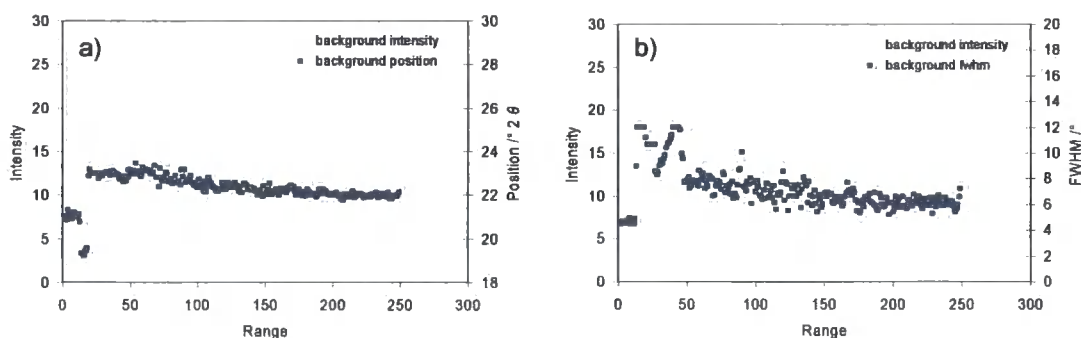 a)
background intensity
background position
Intensity
30
25
20
15
10
5
0
30
28
26
24
22
20
18
Position /° 2 θ
0 50 100 150 200 250 300
Range
b)
background intensity
background fwhm
Intensity
30
25
20
15
10
5
0
20
18
16
14
12
10
8
6
4
2
0
FWHM /°
0 50 100 150 200 250 300
Range